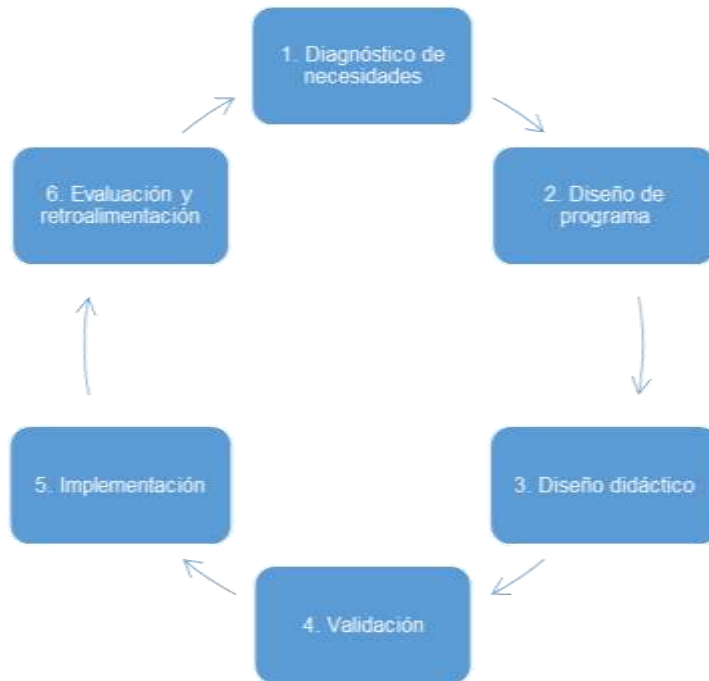 1. Diagnóstico de
necesidades
2. Diseño de
programa
3. Diseño didáctico
4. Validación
5. Implementación
6. Evaluación y
retroalimentación